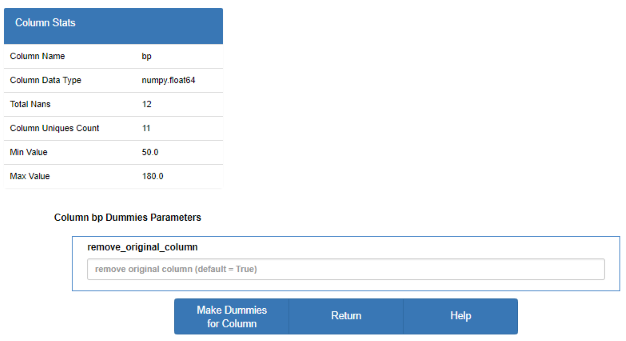 Column Stats
Column Name bp
Column Data Type numpy.float64
Total Nans 12
Column Uniques Count 11
Min Value 50.0
Max Value 180.0
Column bp Dummies Parameters
remove_original_column
remove original column (default = True)
Make Dummies
for Column
Return
Help